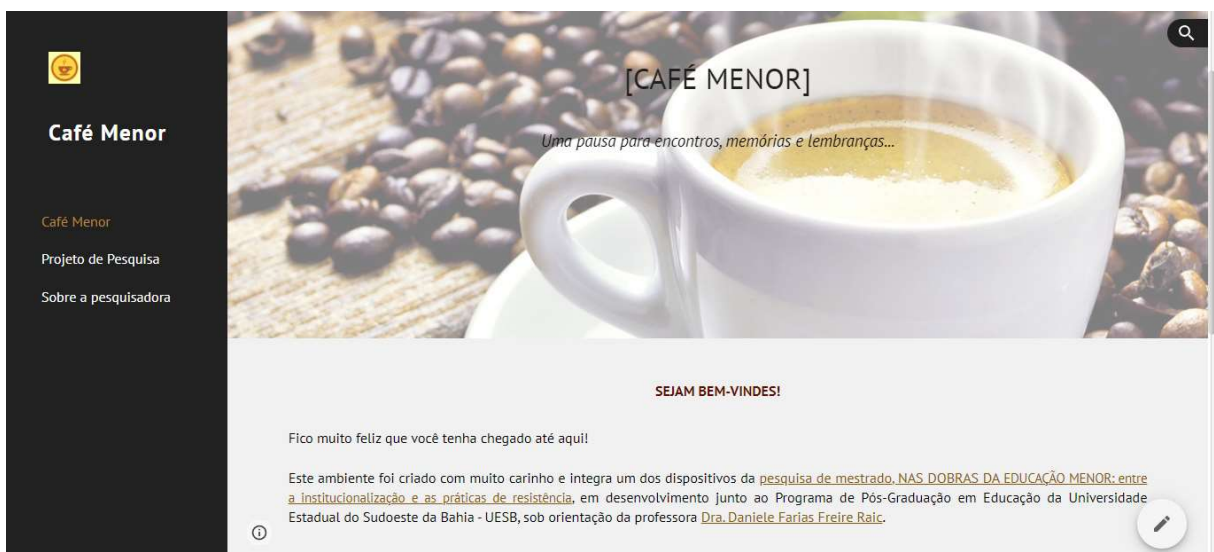 Café Menor
Café Menor
Projeto de Pesquisa
Sobre a pesquisadora
[CAFÉ MENOR]
Uma pausa para encontros, memórias e lembranças...
SEJAM BEM-VINDES!
Fico muito feliz que você tenha chegado até aqui!
Este ambiente foi criado com muito carinho e integra um dos dispositivos da pesquisa de mestrado, NAS DOBRAS DA EDUCAÇÃO MENOR: entre
a institucionalização e as práticas de resistência, em desenvolvimento junto ao Programa de Pós-Graduação em Educação da Universidade
Estadual do Sudoeste da Bahia - UESB, sob orientação da professora Dra. Daniele Farias Freire Raic.